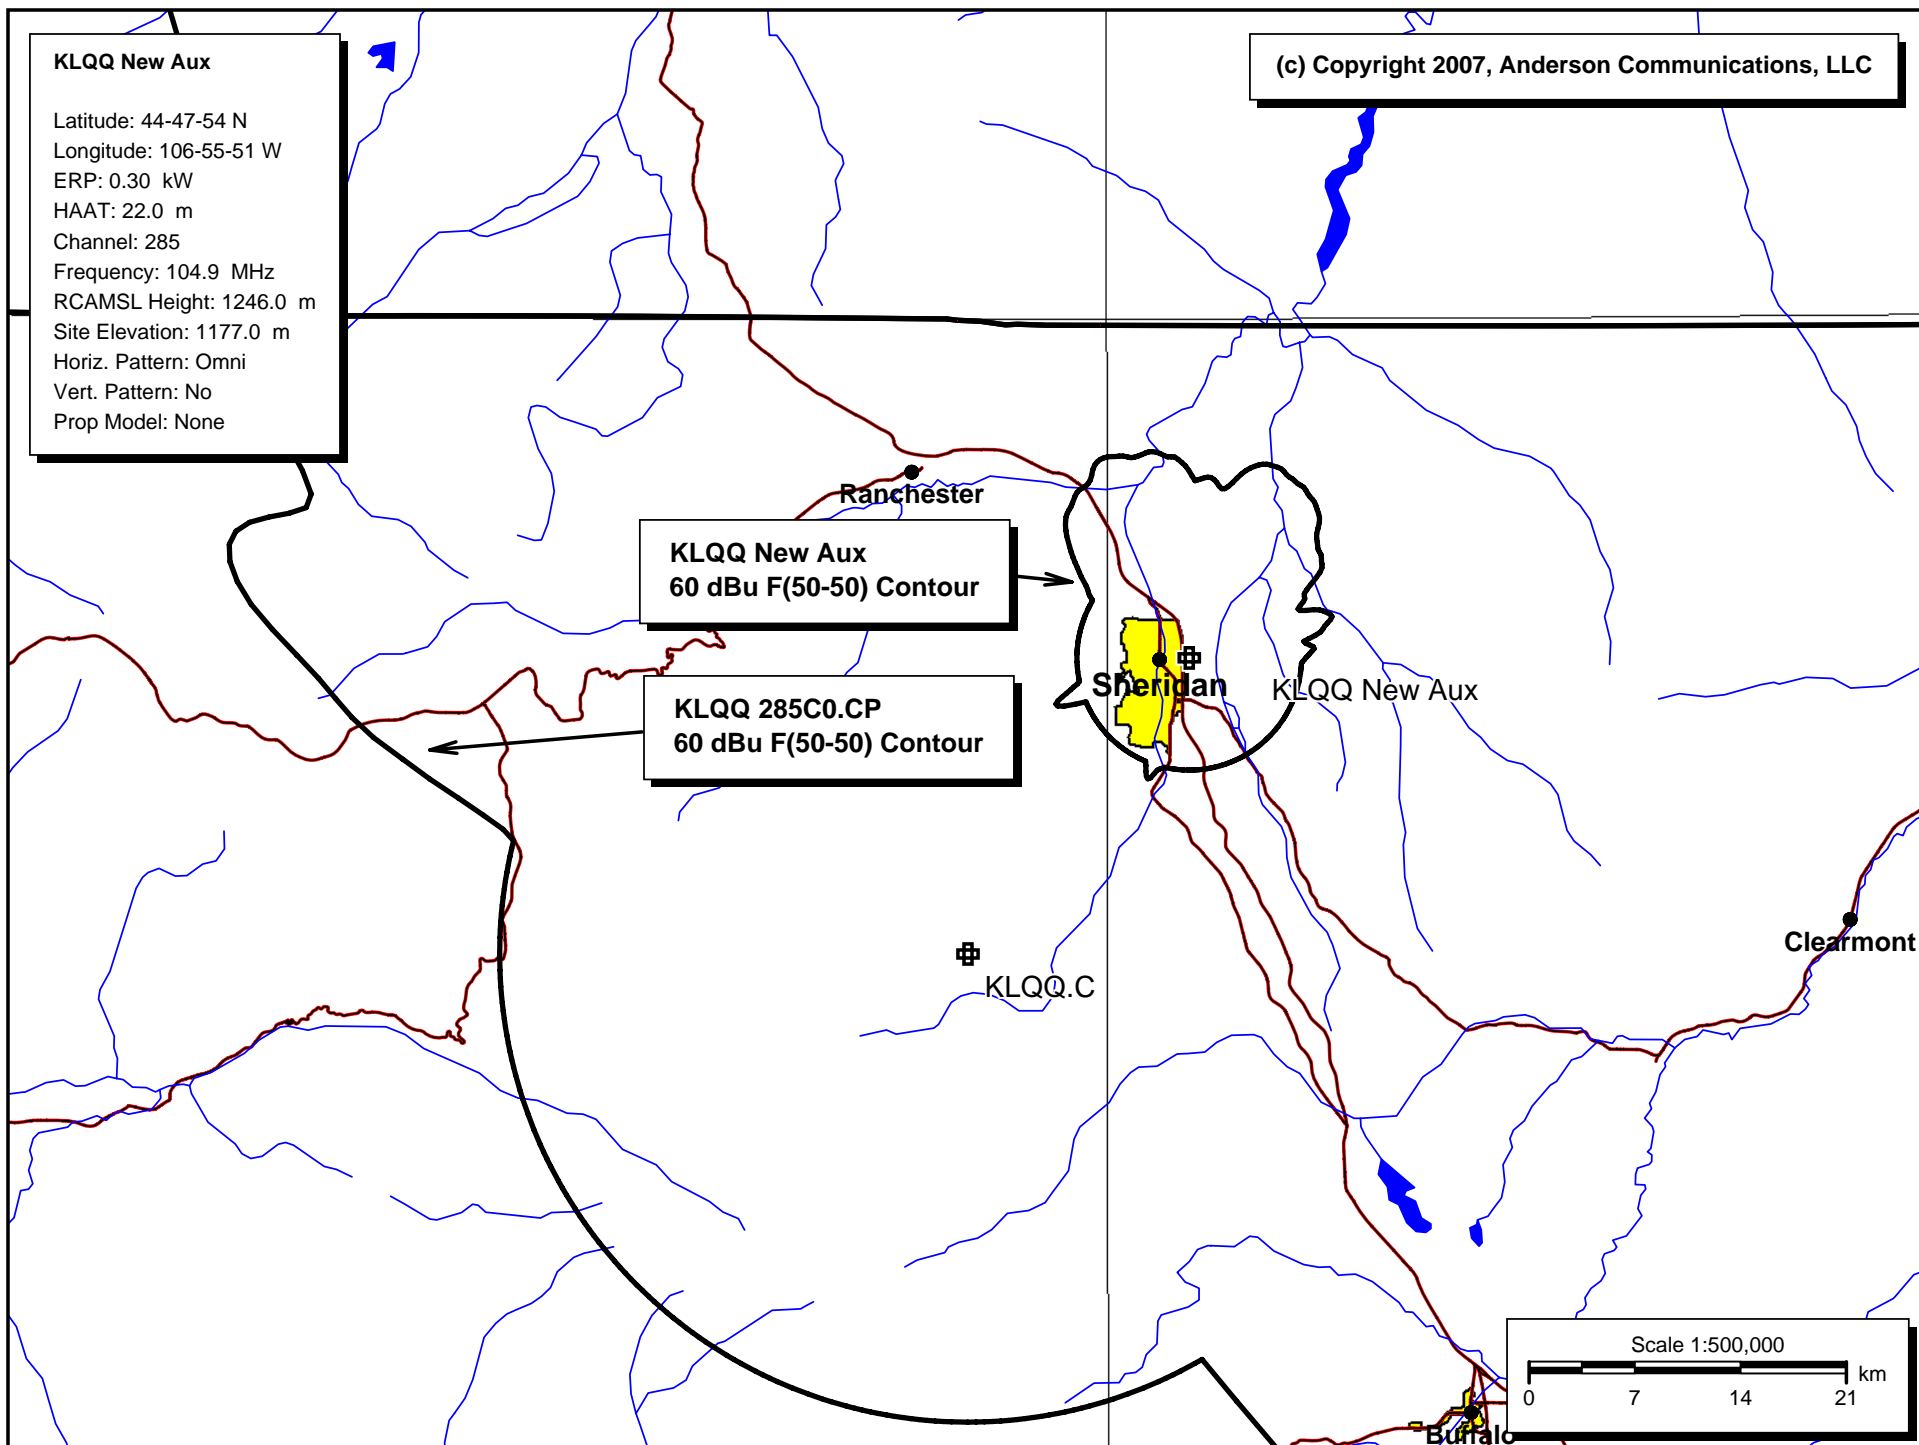 KLQQ New Aux
Latitude: 44-47-54 N
Longitude: 106-55-51 W
ERP: 0.30 kW
HAAT: 22.0 m
Channel: 285
Frequency: 104.9 MHz
RCAMSL Height: 1246.0 m
Site Elevation: 1177.0 m
Horiz. Pattern: Omni
Vert. Pattern: No
Prop Model: None
(c) Copyright 2007, Anderson Communications, LLC
Ranchester
KLQQ New Aux
60 dBu F(50-50) Contour
Sheridan
KLQQ New Aux
KLQQ 285C0.CP
60 dBu F(50-50) Contour
Clearmont
KLQQ.C
Scale 1:500,000
km
0 7 14 21
Buffalo